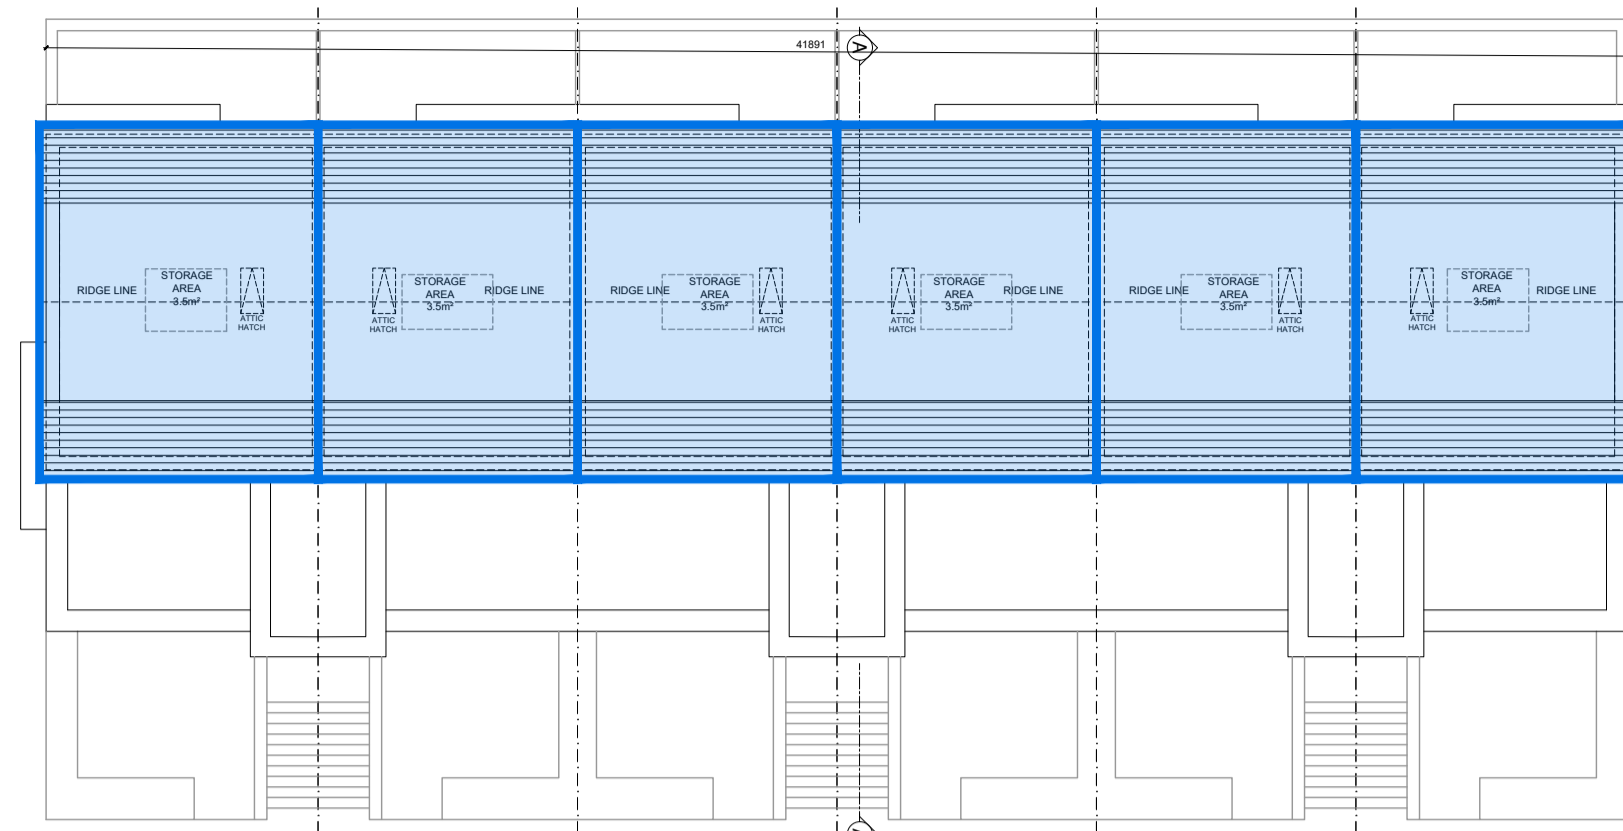 41891
A
RIDGE LINE
STORAGE
AREA
3.5m²
ATTIC
HATCH
ATTIC
HATCH
STORAGE
AREA
3.5m²
RIDGE LINE
RIDGE LINE
STORAGE
AREA
3.5m²
ATTIC
HATCH
ATTIC
HATCH
STORAGE
AREA
3.5m²
RIDGE LINE
RIDGE LINE
STORAGE
AREA
3.5m²
ATTIC
HATCH
ATTIC
HATCH
STORAGE
AREA
3.5m²
RIDGE LINE